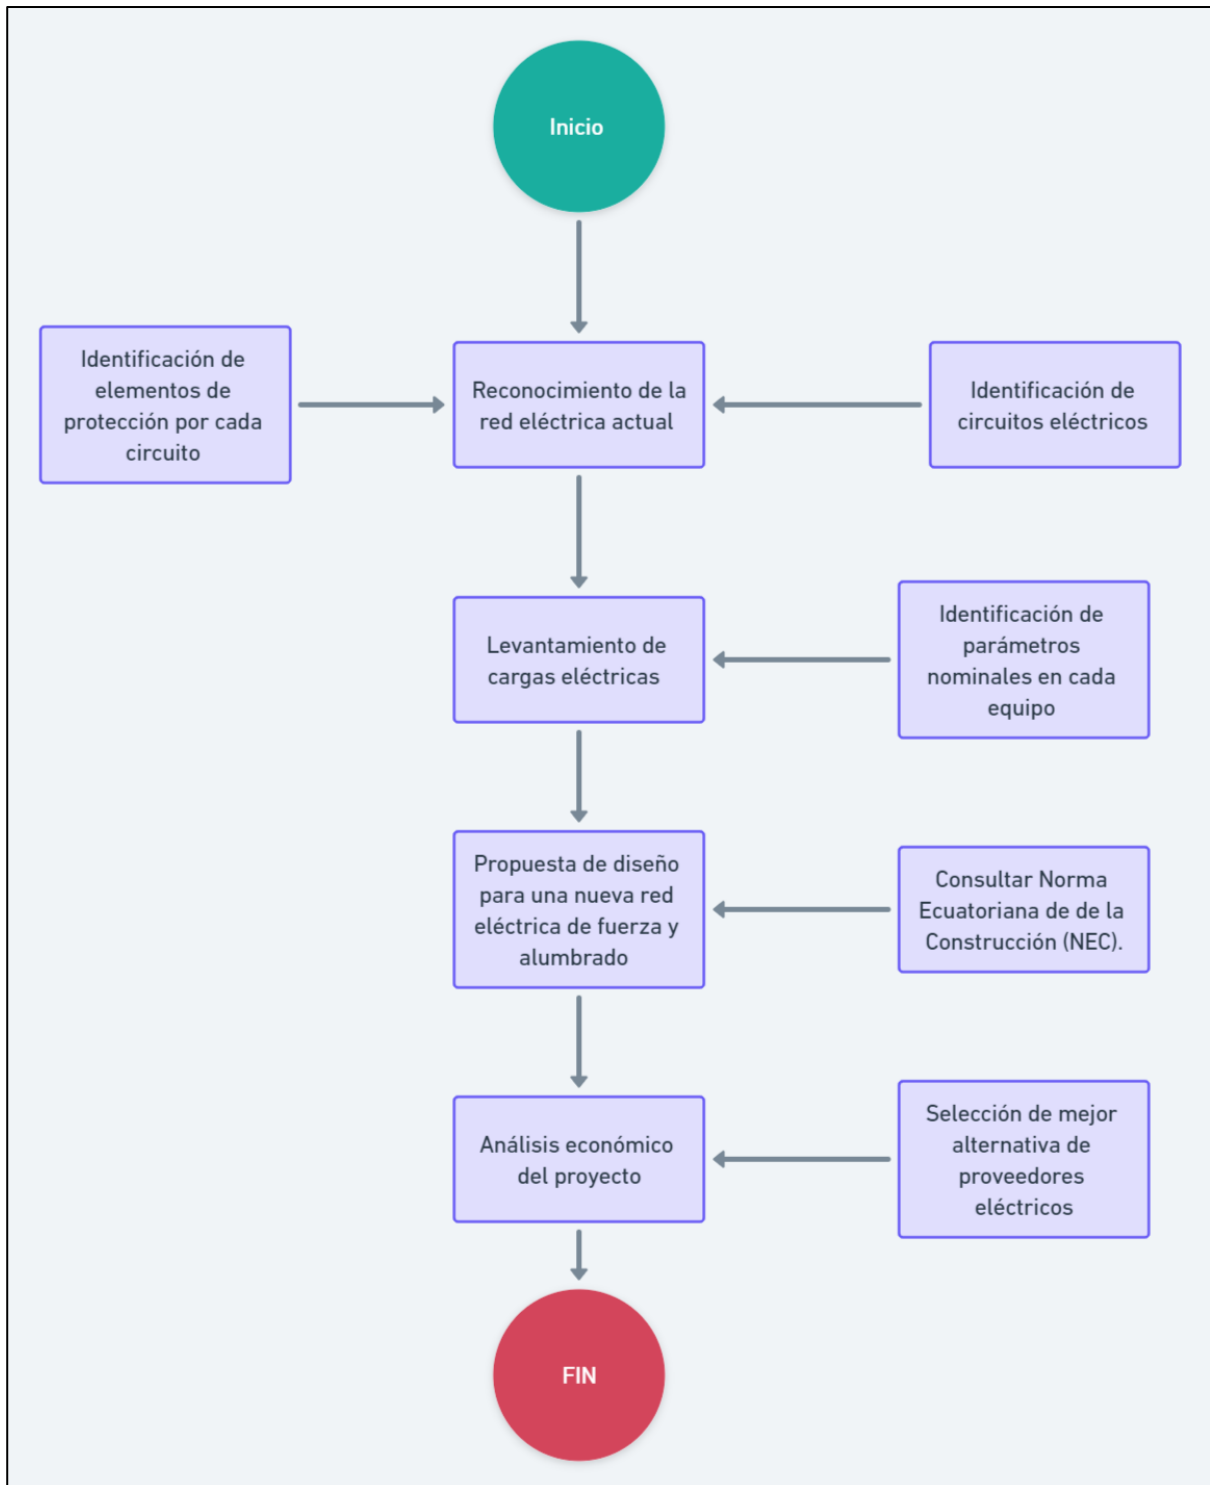 Inicio
Identificación de
elementos de
protección por cada
circuito
Reconocimiento de la
red eléctrica actual
Identificación de
circuitos eléctricos
Levantamiento de
cargas eléctricas
Identificación de
parámetros
nominales en cada
equipo
Propuesta de diseño
para una nueva red
eléctrica de fuerza y
alumbrado
Consultar Norma
Ecuatoriana de de la
Construcción (NEC).
Análisis económico
del proyecto
Selección de mejor
alternativa de
proveedores
eléctricos
FIN